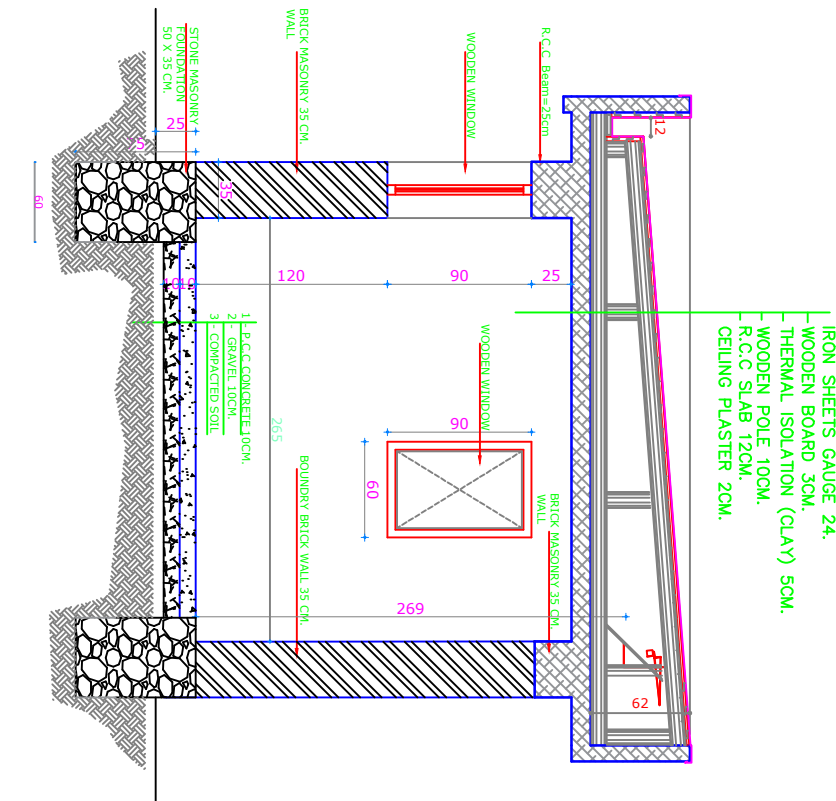 IRON SHEETS GAUGE 24.
WOODEN BOARD 3CM.
THERMAL ISOLATION (CLAY) 5CM.
WOODEN POLE 10CM.
R.C.C SLAB 12CM.
CEILING PLASTER 2CM.
12
62
R.C.C Beam=25cm
WOODEN WINDOW
BRICK MASONRY 35 CM.
WALL
STONE MASONRY
FOUNDATION
50 X 35 CM.
25
35
60
25
90
120
10
10
WOODEN WINDOW
90
60
265
269
BRICK MASONRY 35 CM.
WALL
BOUNDRY BRICK WALL 35 CM.
1 - P.C.C CONCRETE 10CM.
2 - GRAVEL 10CM.
3 - COMPACTED SOIL